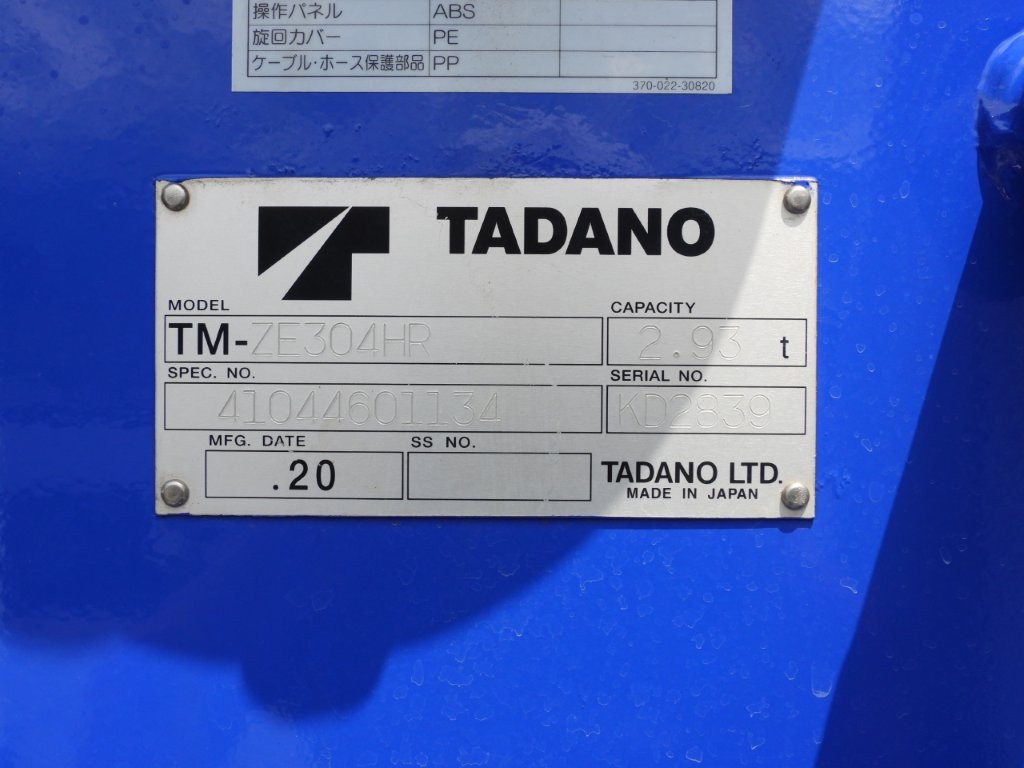 操作パネル ABS
旋回カバー PE
ケーブル・ホース保護部品 PP
370-022-30820
TADANO
MODEL CAPACITY
TM-ZE304HR 2.93 t
SPEC. NO. SERIAL NO.
41044601134 KD2839
MFG. DATE SS NO.
.20
TADANO LTD.
MADE IN JAPAN